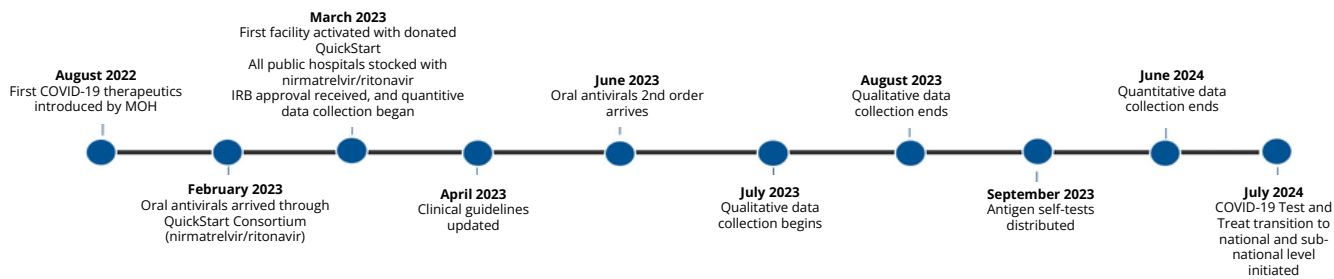 August 2022
First COVID-19 therapeutics
introduced by MOH
February 2023
Oral antivirals arrived through
QuickStart Consortium
(nirmatrelvir/ritonavir)
March 2023
First facility activated with donated
QuickStart
All public hospitals stocked with
nirmatrelvir/ritonavir
IRB approval received, and quantitive
data collection began
April 2023
Clinical guidelines
updated
June 2023
Oral antivirals 2nd order
arrives
July 2023
Qualitative data
collection begins
August 2023
Qualitative data
collection ends
September 2023
Antigen self-tests
distributed
June 2024
Quantitative data
collection ends
July 2024
COVID-19 Test and
Treat transition to
national and sub-
national level
initiated